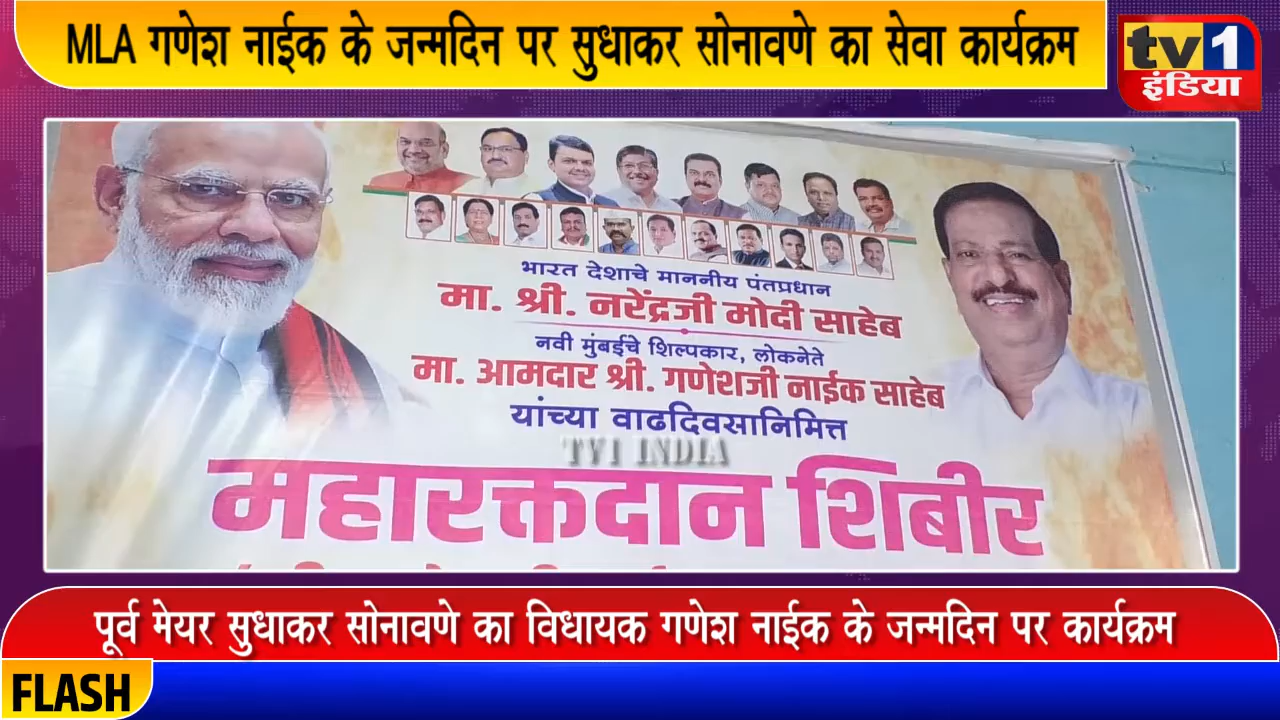 MLA गणेश नाईक के जन्मदिन पर सुधाकर सोनावणे का सेवा कार्यक्रम
tv1
इंडिया
भारत देशाचे माननीय पंतप्रधान
मा. श्री. नरेंद्रजी मोदी साहेब
नवी मुंबईचे शिल्पकार, लोकनेते
मा. आमदार श्री. गणेशजी नाईक साहेब
यांच्या वाढदिवसानिमित्त
TV1 INDIA
महारक्तदान शिबीर
पूर्व मेयर सुधाकर सोनावणे का विधायक गणेश नाईक के जन्मदिन पर कार्यक्रम
FLASH